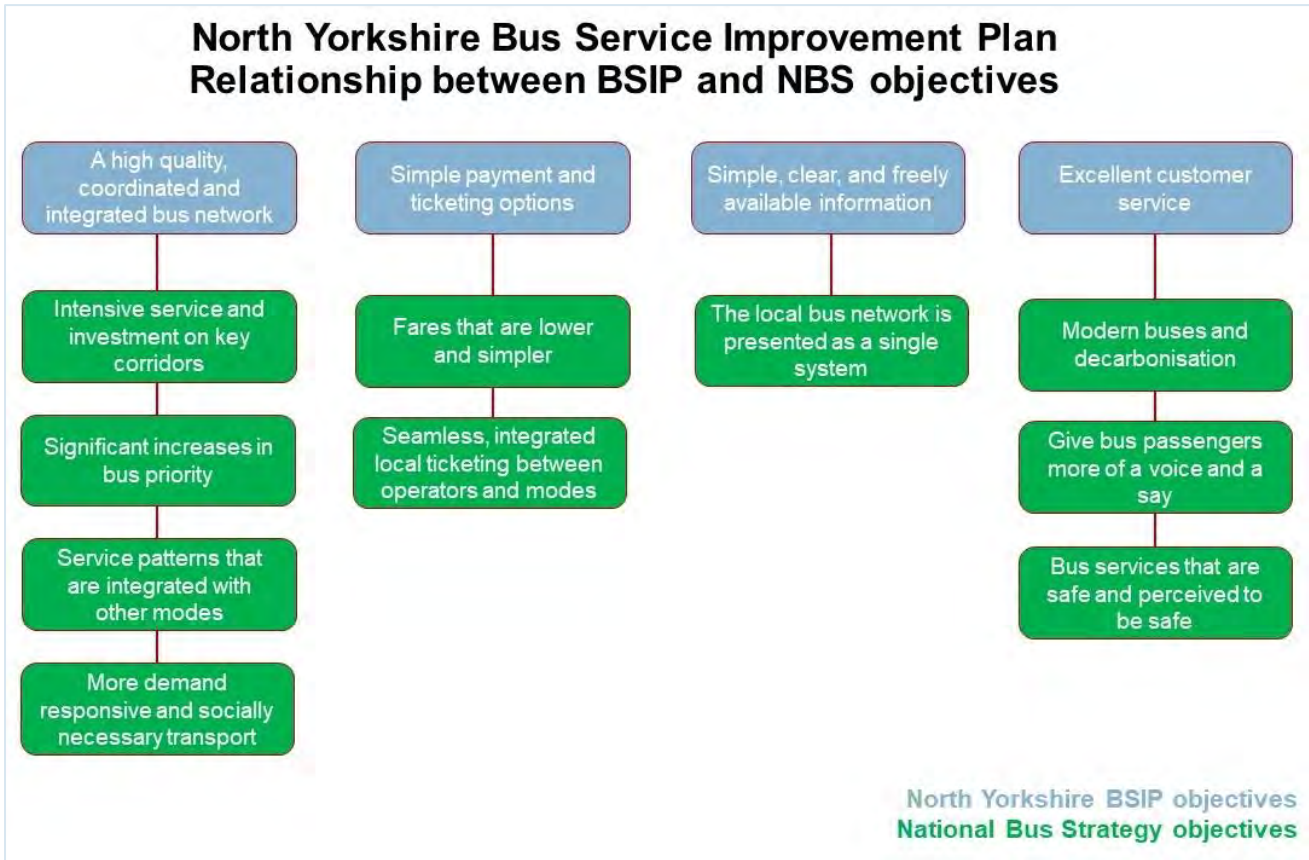 North Yorkshire Bus Service Improvement Plan
Relationship between BSIP and NBS objectives
A high quality,
coordinated and
integrated bus network
Intensive service and
investment on key
corridors
Significant increases in
bus priority
Service patterns that
are integrated with
other modes
More demand
responsive and socially
necessary transport
Simple payment and
ticketing options
Fares that are lower
and simpler
Seamless, integrated
local ticketing between
operators and modes
Simple, clear, and freely
available information
The local bus network is
presented as a single
system
Excellent customer
service
Modern buses and
decarbonisation
Give bus passengers
more of a voice and a
say
Bus services that are
safe and perceived to
be safe
North Yorkshire BSIP objectives
National Bus Strategy objectives